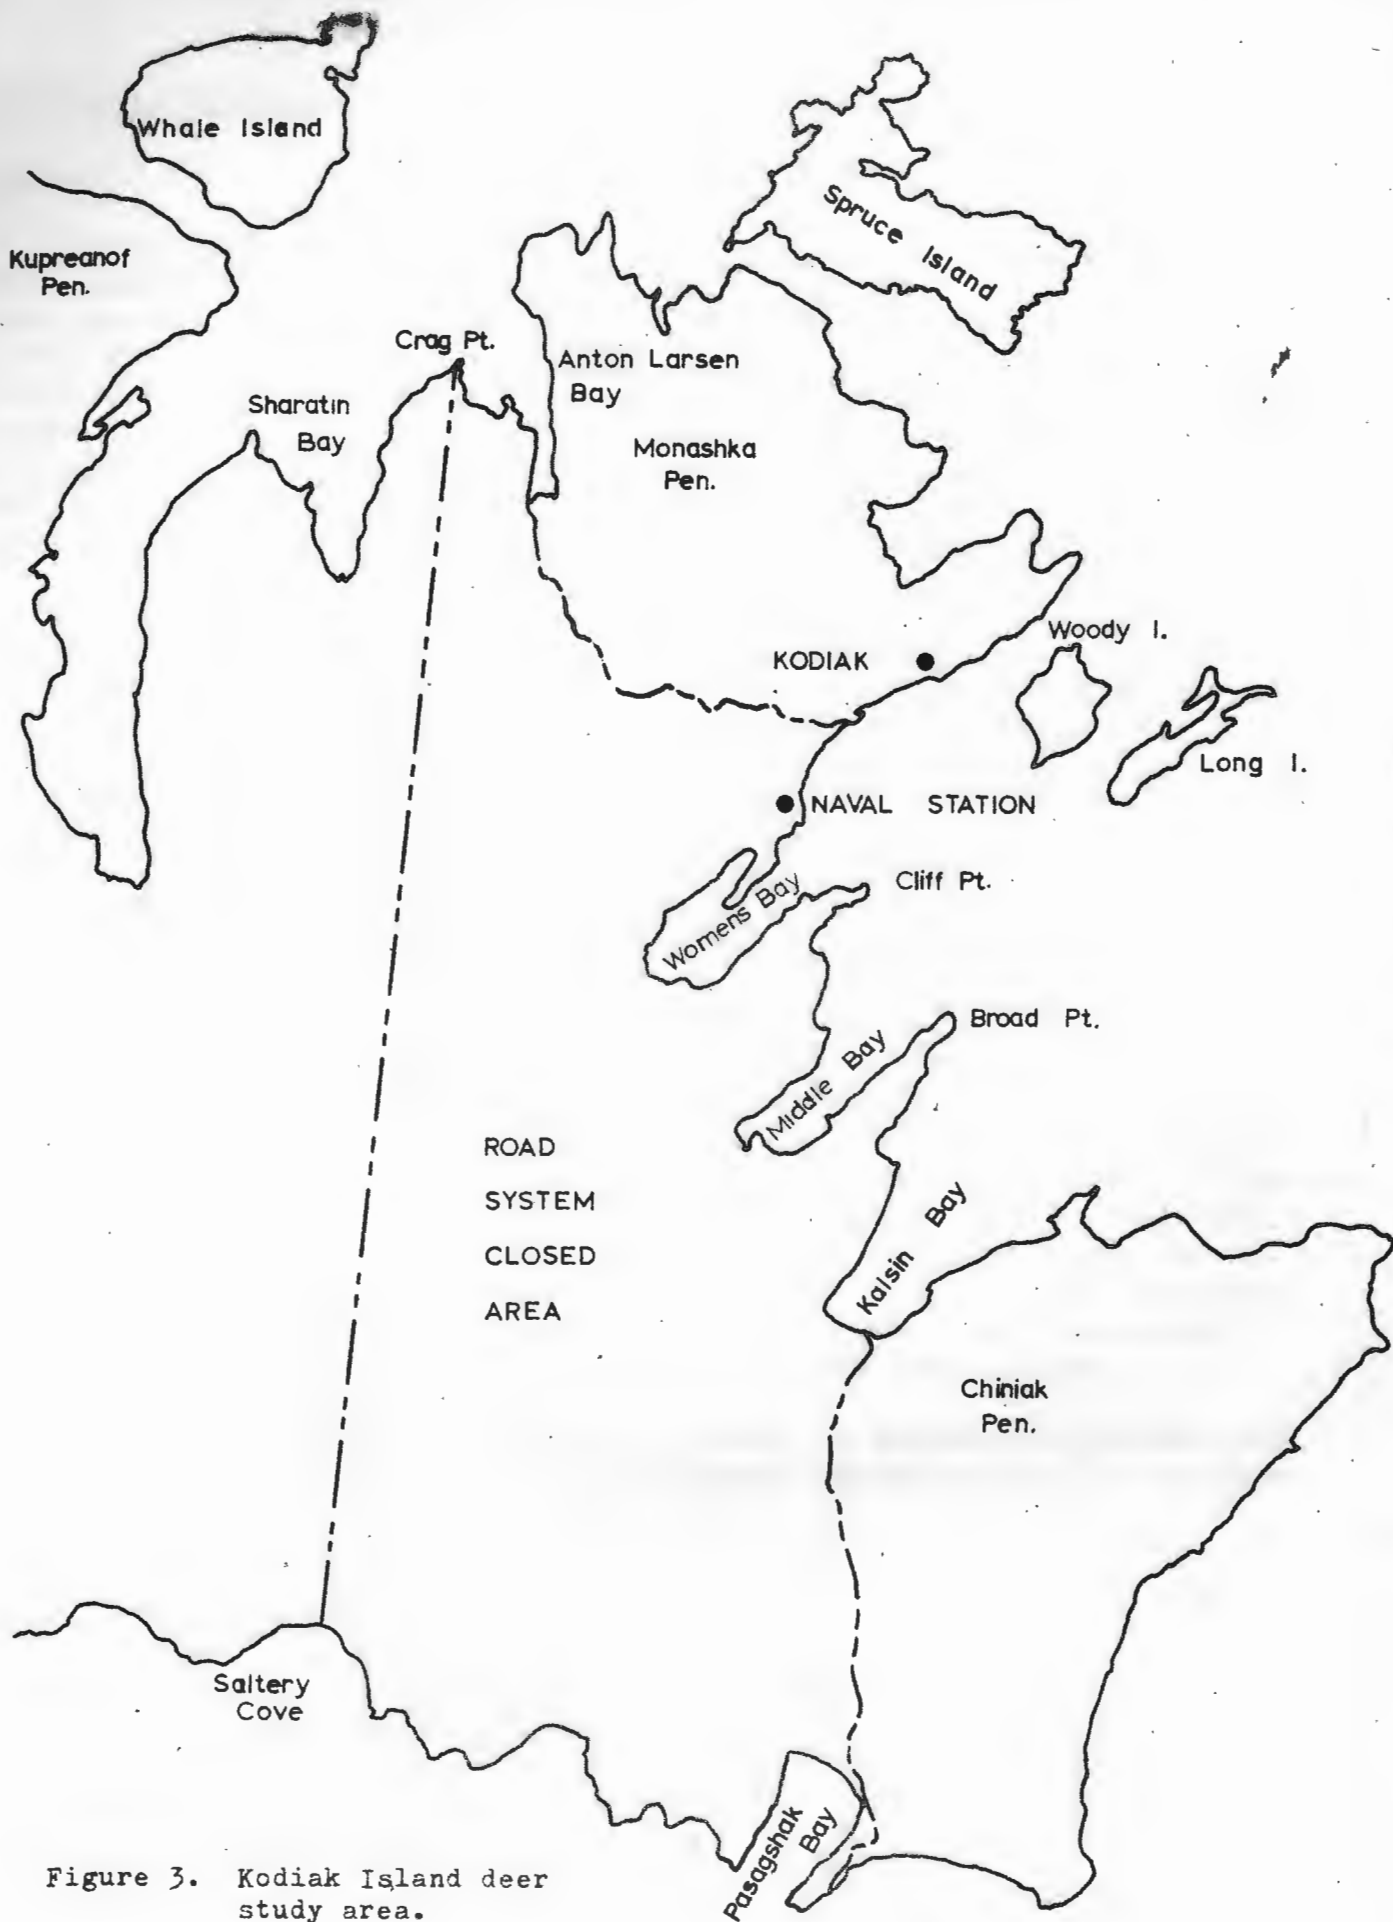 Whale Island
Spruce Island
Kupreanof
Pen.
Crag Pt.
Anton Larsen
Bay
Sharatin
Bay
Monashka
Pen.
Woody I.
KODIAK
Long I.
NAVAL STATION
Cliff Pt.
Womens Bay
Broad Pt.
Middle Bay
ROAD
SYSTEM
CLOSED
AREA
Kalsin Bay
Chiniak
Pen.
Saltery
Cove
Pasagshak
Bay
Figure 3. Kodiak Island deer
study area.